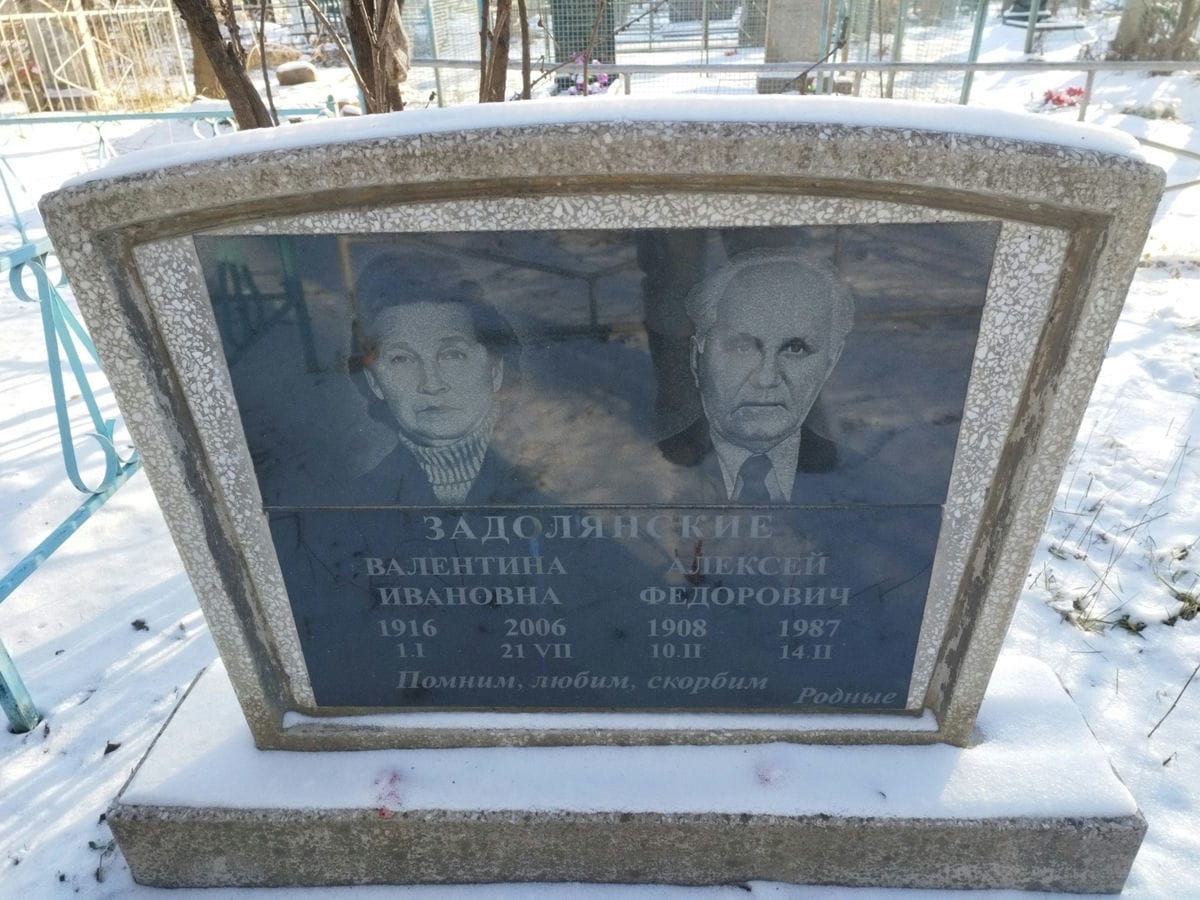 ЗАДОЛЯНСКИЕ
ВАЛЕНТИНА
ИВАНОВНА
1916 2006
1.I 21 VII
АЛЕКСЕЙ
ФЕДОРОВИЧ
1908 1987
10.II 14.II
Помним, любим, скорбим
Родные